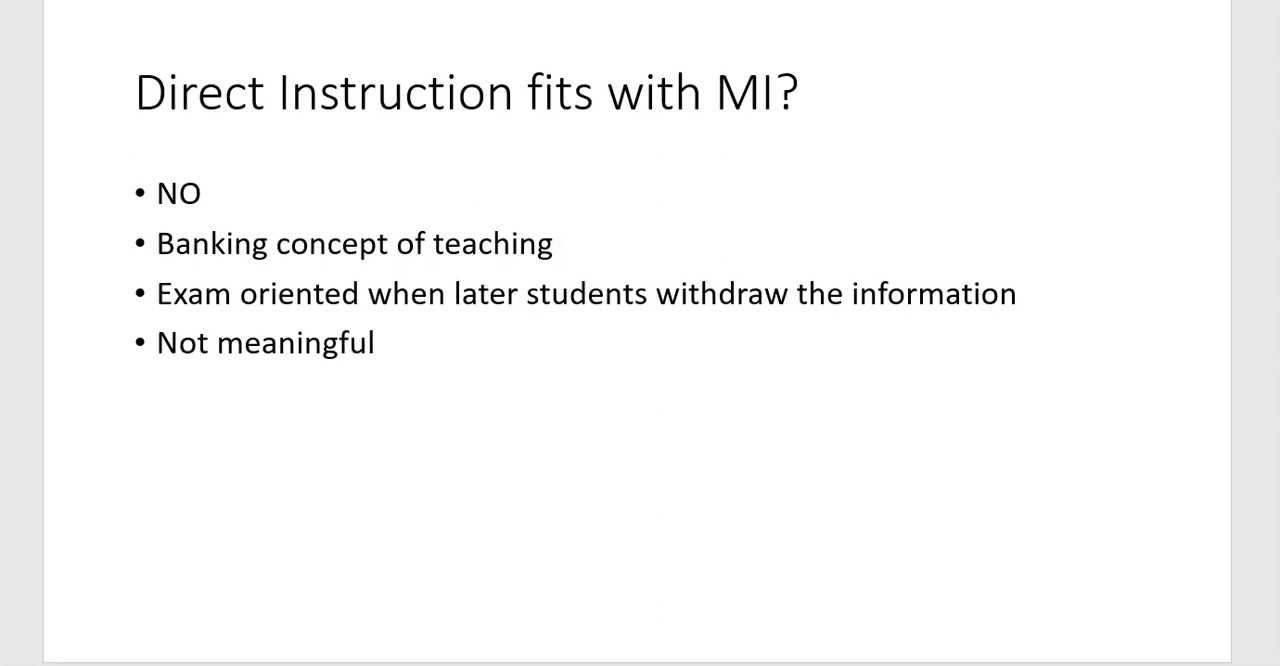 Direct Instruction fits with MI?
• NO
• Banking concept of teaching
• Exam oriented when later students withdraw the information
• Not meaningful